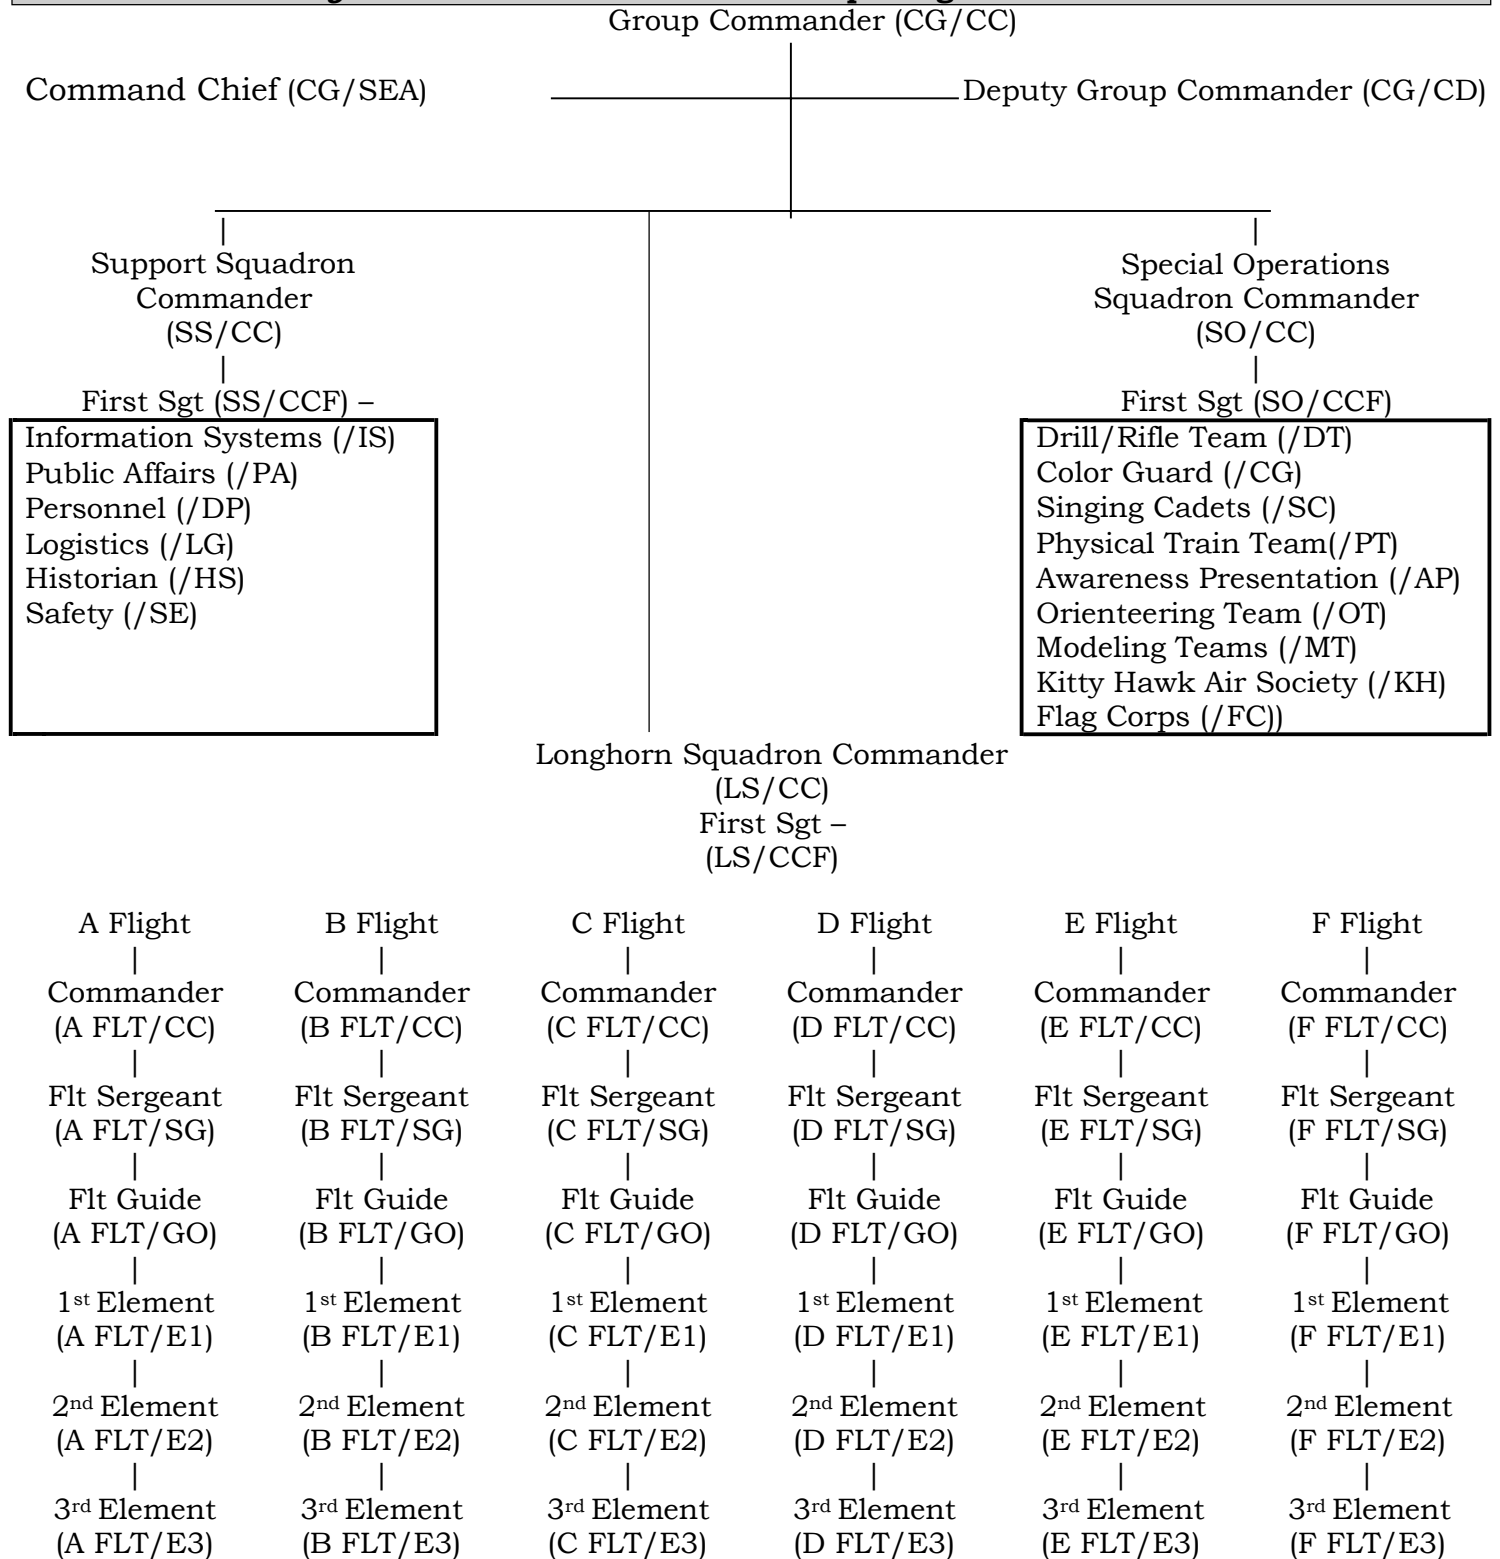 Group Commander (CG/CC)
Command Chief (CG/SEA)
Deputy Group Commander (CG/CD)
Support Squadron
Commander
(SS/CC)
First Sgt (SS/CCF) –
Information Systems (/IS)
Public Affairs (/PA)
Personnel (/DP)
Logistics (/LG)
Historian (/HS)
Safety (/SE)
Special Operations
Squadron Commander
(SO/CC)
First Sgt (SO/CCF)
Drill/Rifle Team (/DT)
Color Guard (/CG)
Singing Cadets (/SC)
Physical Train Team(/PT)
Awareness Presentation (/AP)
Orienteering Team (/OT)
Modeling Teams (/MT)
Kitty Hawk Air Society (/KH)
Flag Corps (/FC))
Longhorn Squadron Commander
(LS/CC)
First Sgt –
(LS/CCF)
A Flight B Flight C Flight D Flight E Flight F Flight
Commander Commander Commander Commander Commander Commander
(A FLT/CC) (B FLT/CC) (C FLT/CC) (D FLT/CC) (E FLT/CC) (F FLT/CC)
Flt Sergeant Flt Sergeant Flt Sergeant Flt Sergeant Flt Sergeant Flt Sergeant
(A FLT/SG) (B FLT/SG) (C FLT/SG) (D FLT/SG) (E FLT/SG) (F FLT/SG)
Flt Guide Flt Guide Flt Guide Flt Guide Flt Guide Flt Guide
(A FLT/GO) (B FLT/GO) (C FLT/GO) (D FLT/GO) (E FLT/GO) (F FLT/GO)
1st Element 1st Element 1st Element 1st Element 1st Element 1st Element
(A FLT/E1) (B FLT/E1) (C FLT/E1) (D FLT/E1) (E FLT/E1) (F FLT/E1)
2nd Element 2nd Element 2nd Element 2nd Element 2nd Element 2nd Element
(A FLT/E2) (B FLT/E2) (C FLT/E2) (D FLT/E2) (E FLT/E2) (F FLT/E2)
3rd Element 3rd Element 3rd Element 3rd Element 3rd Element 3rd Element
(A FLT/E3) (B FLT/E3) (C FLT/E3) (D FLT/E3) (E FLT/E3) (F FLT/E3)